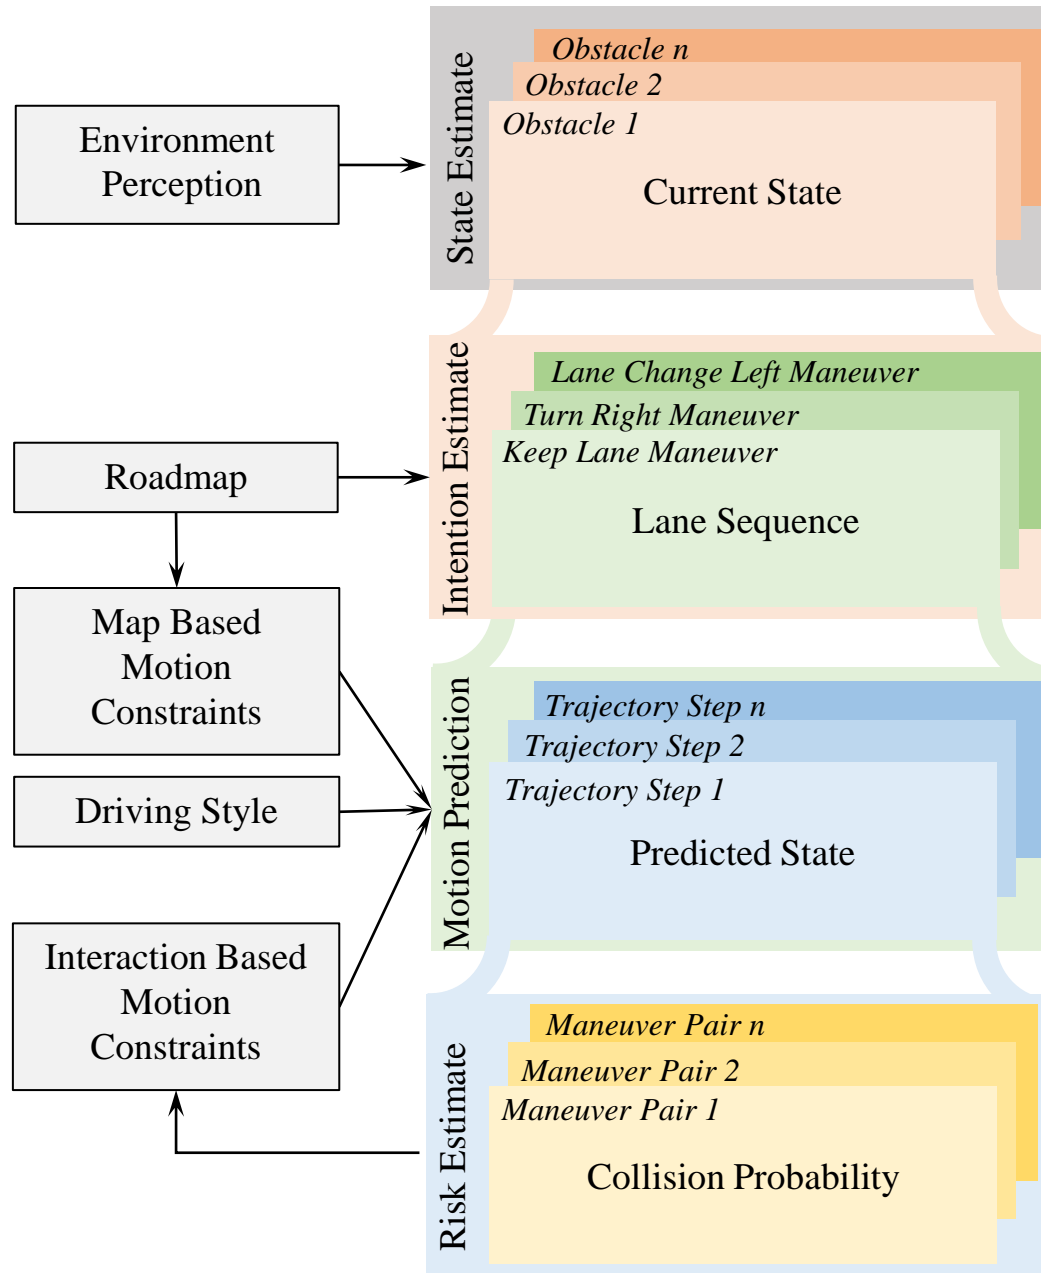 Environment
Perception
State Estimate
Obstacle n
Obstacle 2
Obstacle 1
Current State
Roadmap
Intention Estimate
Lane Change Left Maneuver
Turn Right Maneuver
Keep Lane Maneuver
Lane Sequence
Map Based
Motion
Constraints
Driving Style
Motion Prediction
Trajectory Step n
Trajectory Step 2
Trajectory Step 1
Predicted State
Interaction Based
Motion
Constraints
Risk Estimate
Maneuver Pair n
Maneuver Pair 2
Maneuver Pair 1
Collision Probability